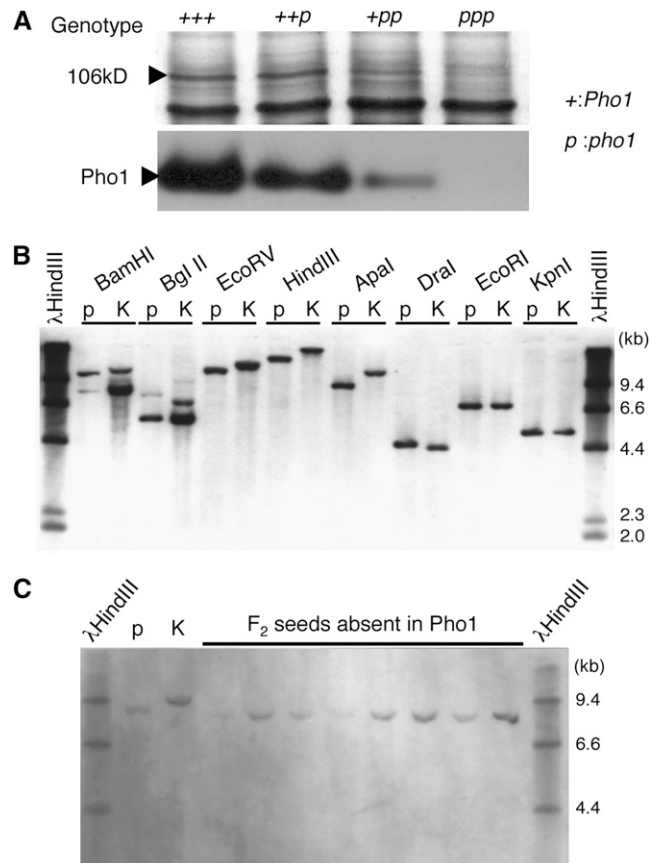 A
Genotype +++ ++p +pp ppp
106kD
+:Pho1
p :pho1
Pho1
B
λHindIII BamHI Bgl II EcoRV HindIII ApaI DraI EcoRI KpnI λHindIII
p K p K p K p K p K p K p K p K
(kb)
9.4
6.6
4.4
2.3
2.0
C
λHindIII p K F₂ seeds absent in Pho1 λHindIII
(kb)
9.4
6.6
4.4